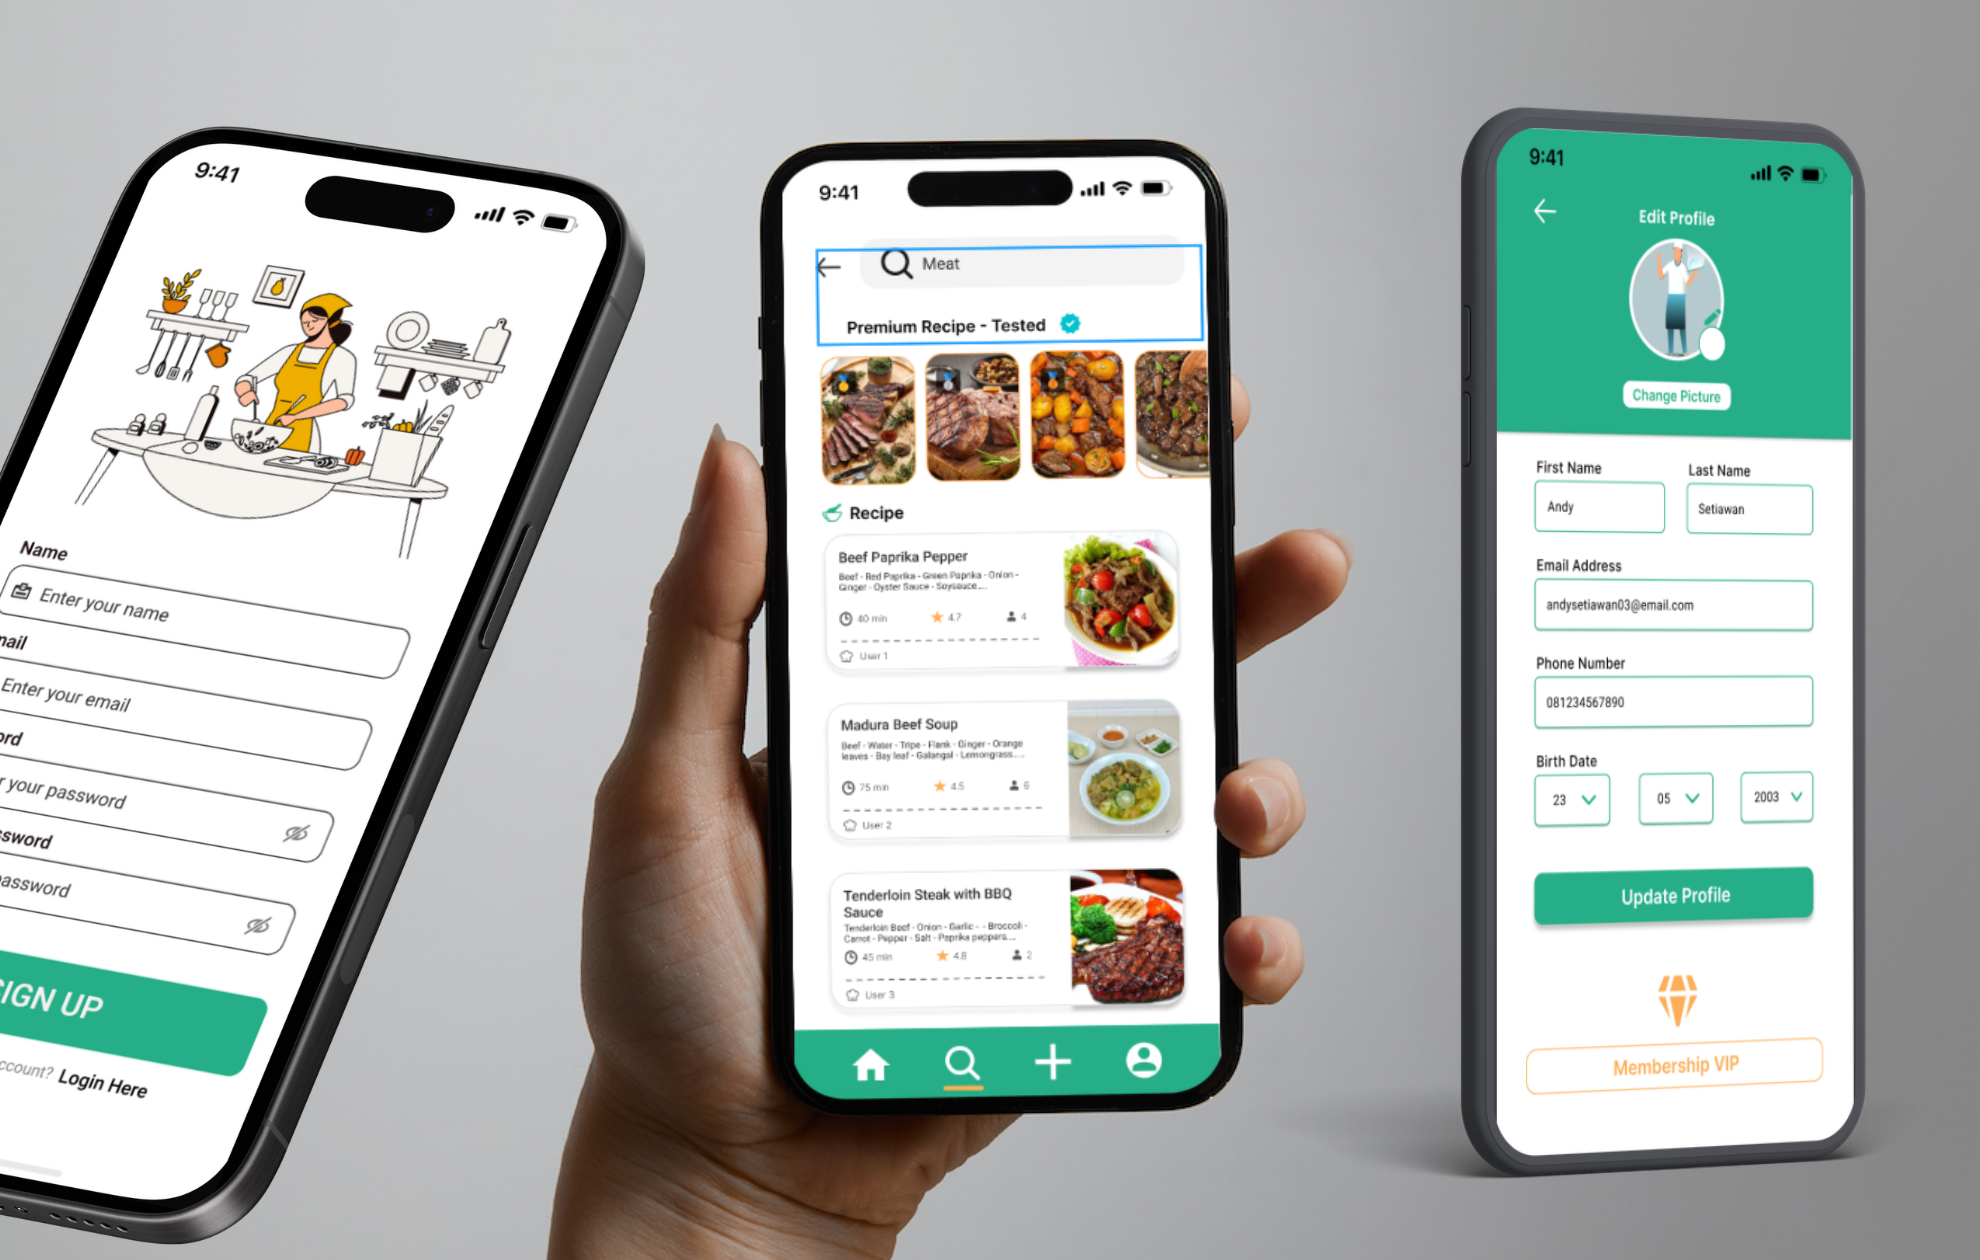 9:41
Name
Enter your name
mail
Enter your email
ord
r your password
ssword
assword
SIGN UP
ccount? Login Here
9:41
Meat
Premium Recipe - Tested
Recipe
Beef Paprika Pepper
Beef - Red Paprika - Green Paprika - Onion -
Ginger - Oyster Sauce - Soysauce....
40 min 4.7 4
User 1
Madura Beef Soup
Beef - Water - Tripe - Flank - Ginger - Orange
leaves - Bay leaf - Galangal - Lemongrass....
75 min 4.5 6
User 2
Tenderloin Steak with BBQ
Sauce
Tenderloin Beef - Onion - Garlic - - Broccoli -
Carrot - Pepper - Salt - Paprika peppers....
45 min 4.8 2
User 3
9:41
Edit Profile
Change Picture
First Name Last Name
Andy Setiawan
Email Address
andysetiawan03@email.com
Phone Number
081234567890
Birth Date
23 05 2003
Update Profile
Membership VIP